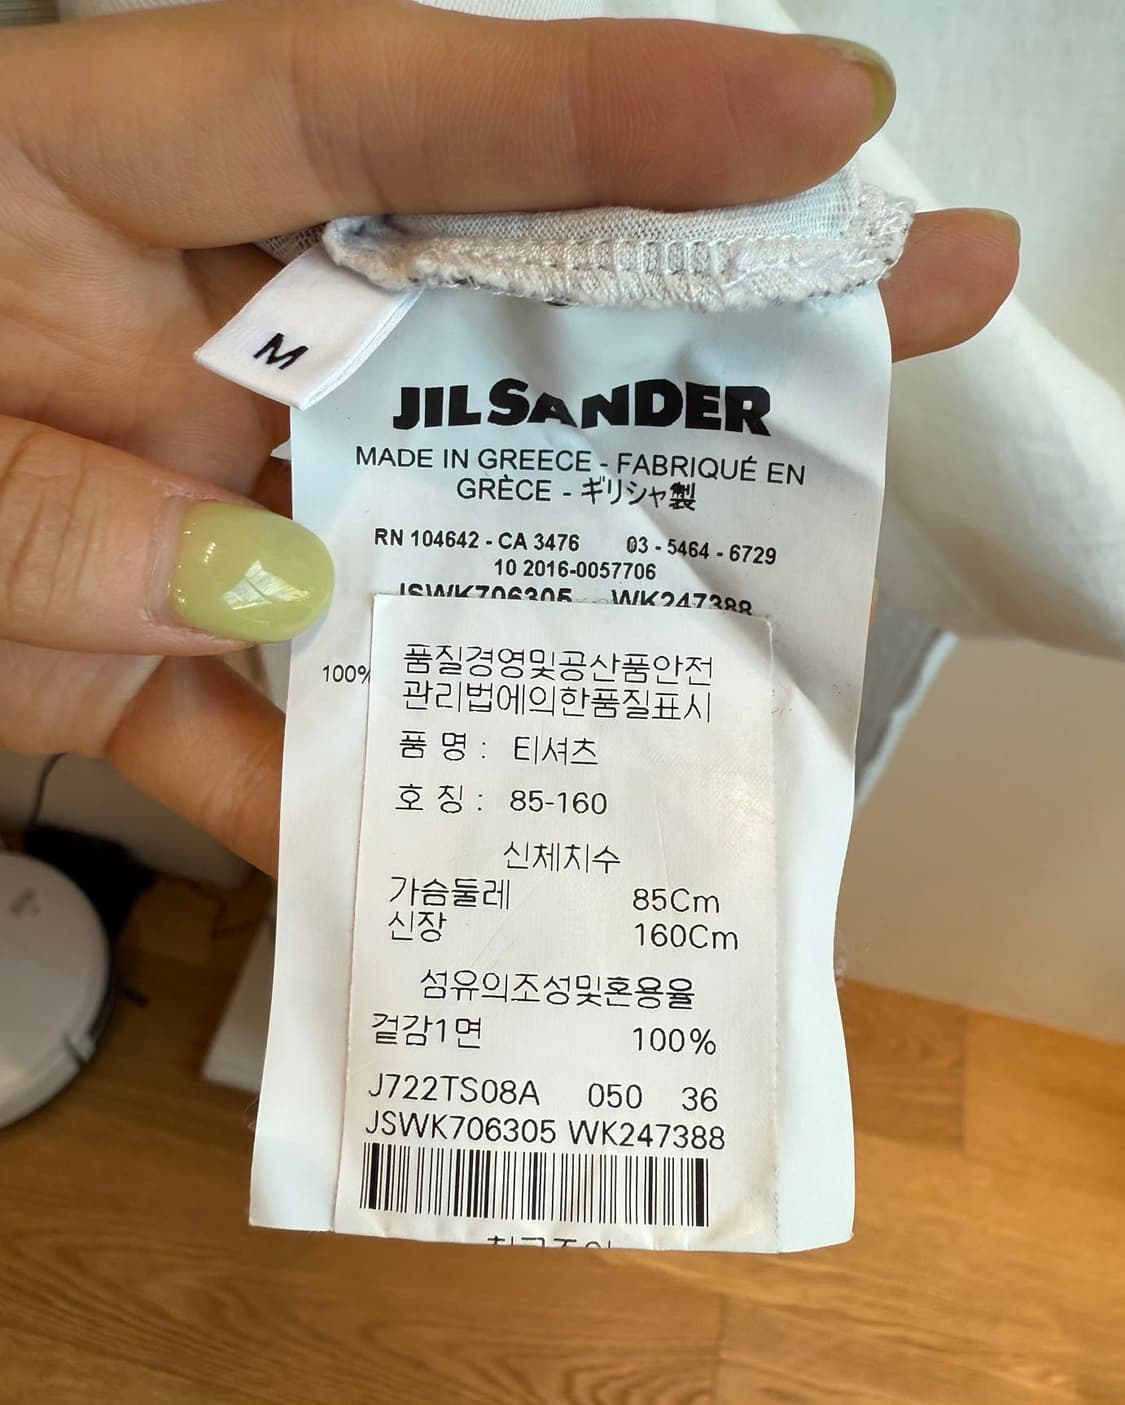 M
JIL SANDER
MADE IN GREECE - FABRIQUÉ EN
GRÈCE - ギリシャ製
RN 104642 - CA 3476 03 - 5464 - 6729
10 2016-0057706
JSWK706305 WK247388
100%
품질경영및공산품안전
관리법에의한품질표시
품 명 : 티셔츠
호 칭 : 85-160
신체치수
가슴둘레 85Cm
신장 160Cm
섬유의조성및혼용율
겉감1면 100%
J722TS08A 050 36
JSWK706305 WK247388